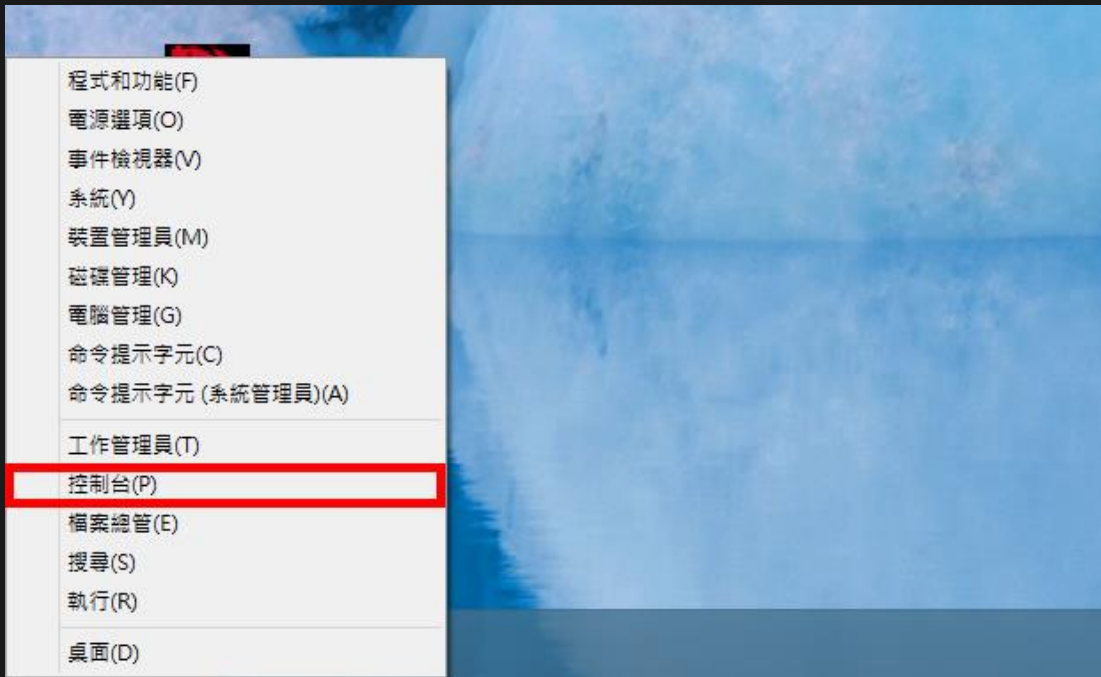 程式和功能(F)
電源選項(O)
事件檢視器(V)
系統(Y)
裝置管理員(M)
磁碟管理(K)
電腦管理(G)
命令提示字元(C)
命令提示字元 (系統管理員)(A)
工作管理員(T)
控制台(P)
檔案總管(E)
搜尋(S)
執行(R)
桌面(D)